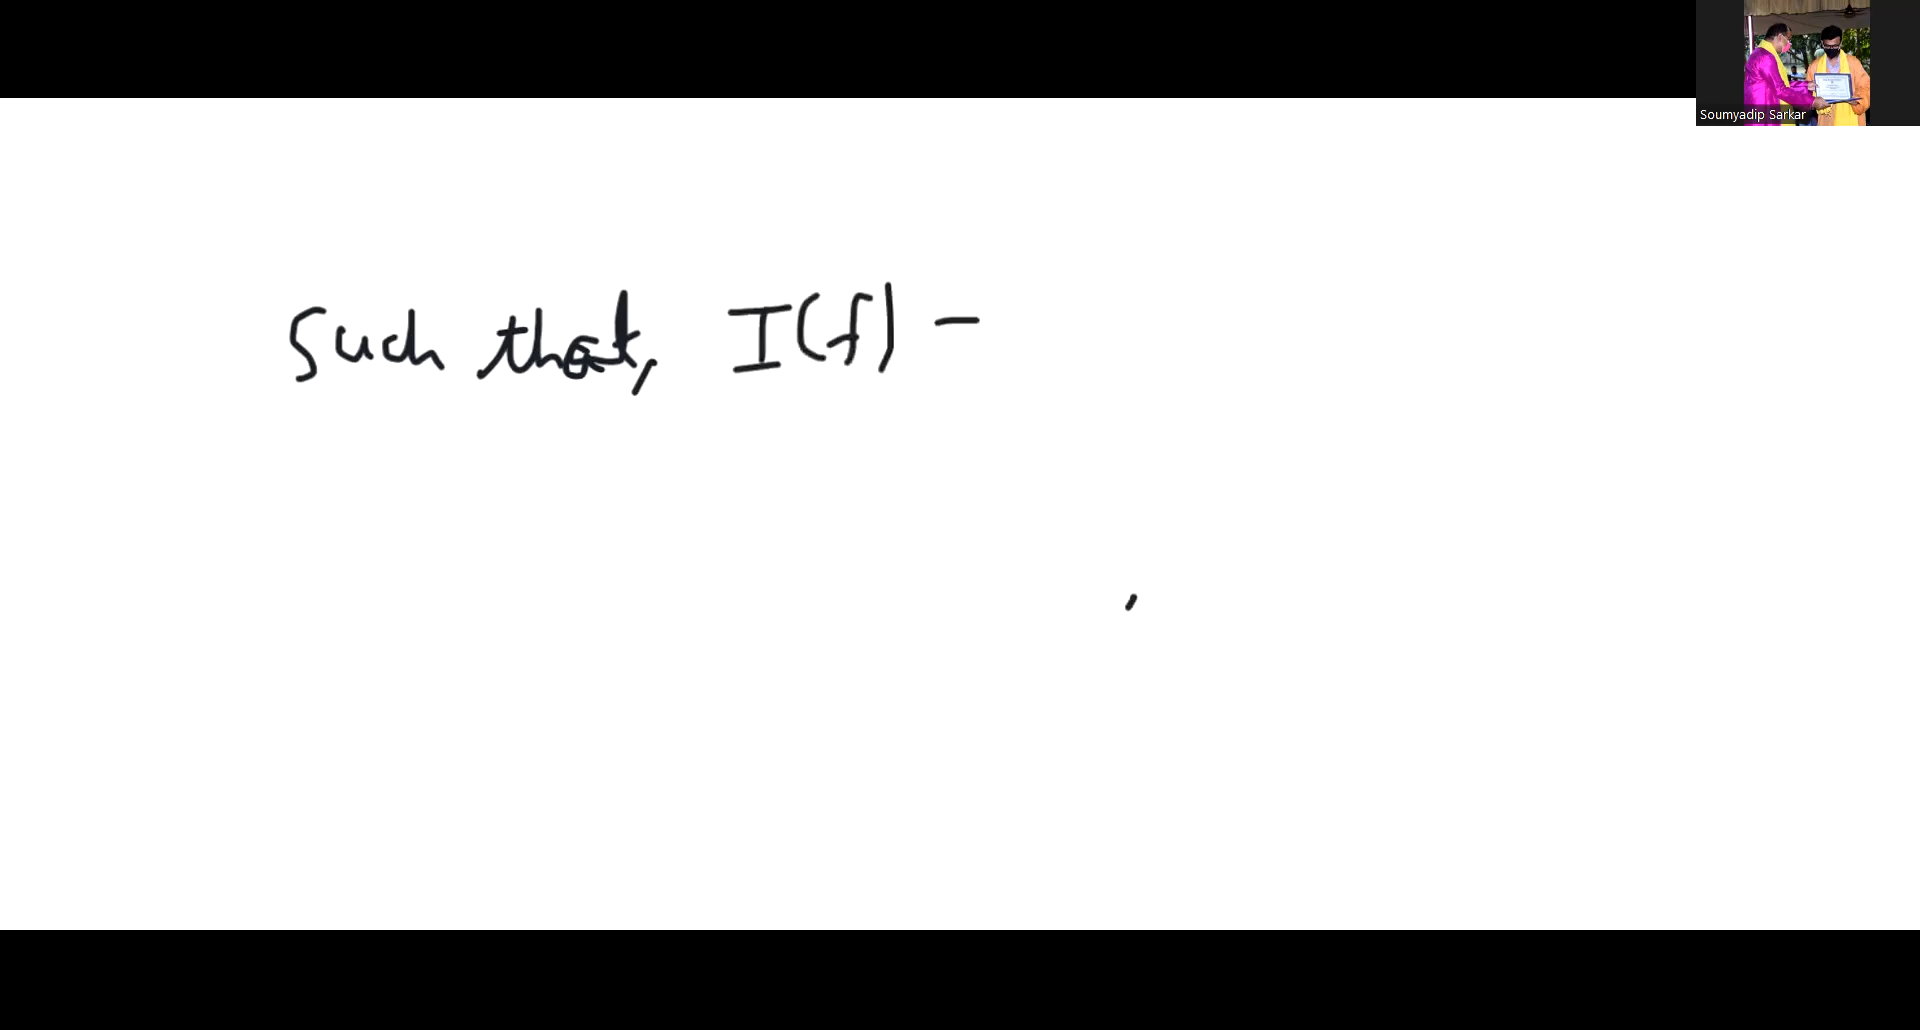 Soumyadip Sarkar
Such that, I(f) –